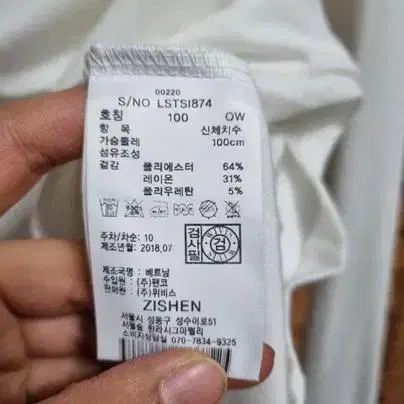 00220
S/NO LSTSI874
호칭 100 OW
항 목 신체치수
가슴둘레 100cm
섬유조성
겉감 폴리에스터 64%
레이온 31%
폴리우레탄 5%
주차/차순: 10
제조년월 : 2018.07
검사필 검
제조국명 : 베트남
수입원 : (주)팬코
판매원 : (주)위비스
ZISHEN
서울시 성동구 성수이로51
서울숲 한라시그마밸리
소비자상담실 070-7834-9325